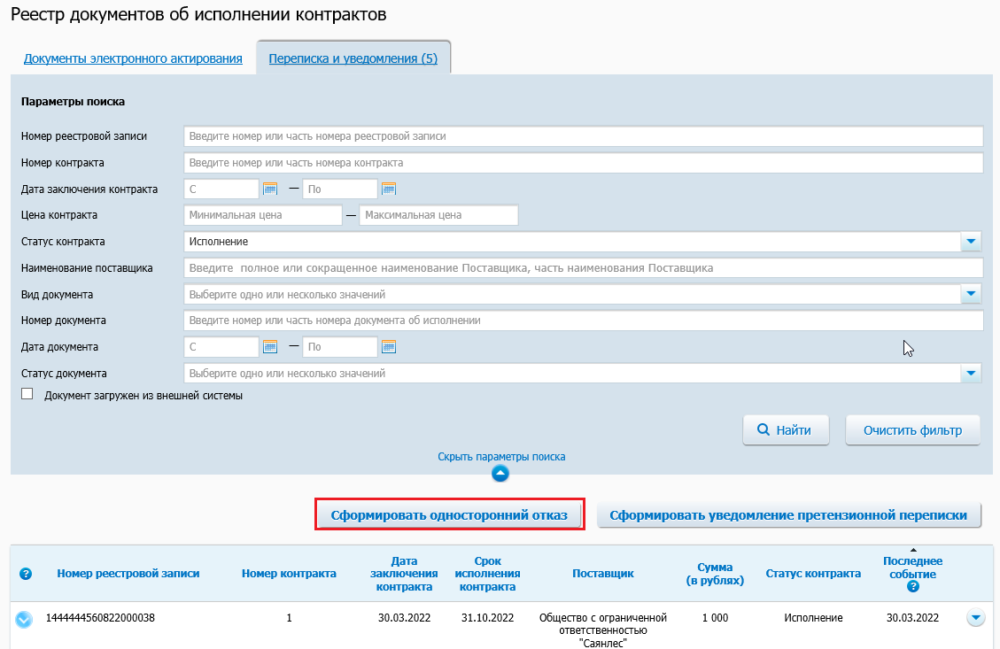 Реестр документов об исполнении контрактов
Документы электронного актирования
Переписка и уведомления (5)
Параметры поиска
Номер реестровой записи
Введите номер или часть номера реестровой записи
Номер контракта
Введите номер или часть номера контракта
Дата заключения контракта
С
—
По
Цена контракта
Минимальная цена
—
Максимальная цена
Статус контракта
Исполнение
Наименование поставщика
Введите полное или сокращенное наименование Поставщика, часть наименования Поставщика
Вид документа
Выберите одно или несколько значений
Номер документа
Введите номер или часть номера документа об исполнении
Дата документа
С
—
По
Статус документа
Выберите одно или несколько значений
Документ загружен из внешней системы
Найти
Очистить фильтр
Скрыть параметры поиска
Сформировать односторонний отказ
Сформировать уведомление претензионной переписки
?
Номер реестровой записи
Номер контракта
Дата
заключения
контракта
Срок
исполнения
контракта
Поставщик
Сумма
(в рублях)
Статус контракта
Последнее
событие
?
1444444560822000038
1
30.03.2022
31.10.2022
Общество с ограниченной
ответственностью
"Саянлес"
1 000
Исполнение
30.03.2022